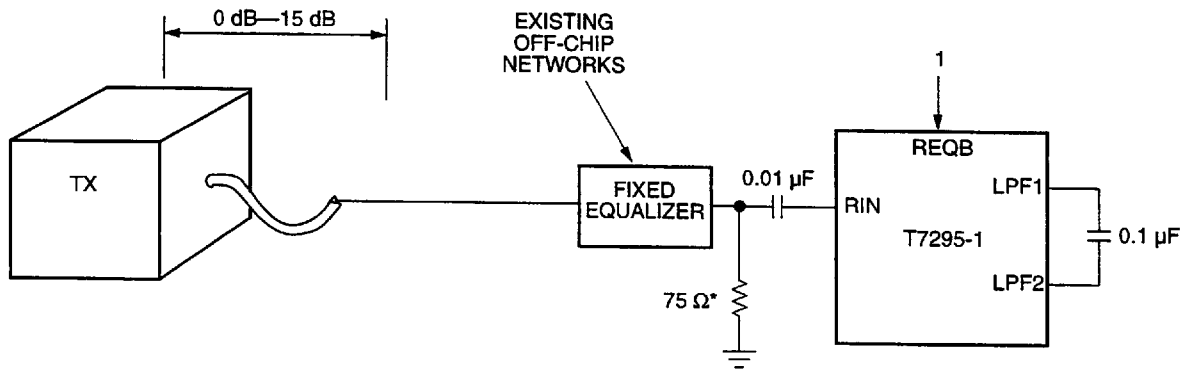 0 dB—15 dB
EXISTING
OFF-CHIP
NETWORKS
1
TX
FIXED
EQUALIZER
0.01 µF
REQB
RIN
LPF1
T7295-1
0.1 µF
LPF2
75 Ω*